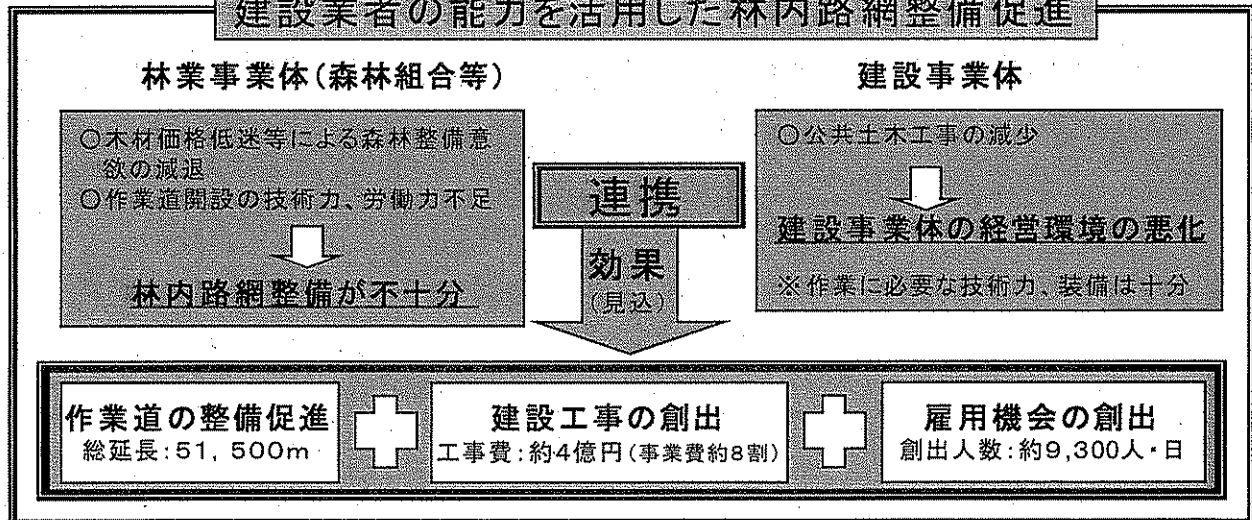 建設業者の能力を活用した林内路網整備促進
林業事業体(森林組合等)
○木材価格低迷等による森林整備意
欲の減退
○作業道開設の技術力、労働力不足
林内路網整備が不十分
建設事業体
○公共土木工事の減少
建設事業体の経営環境の悪化
※作業に必要な技術力、装備は十分
連携
効果
(見込)
作業道の整備促進
総延長:51,500m
建設工事の創出
工事費:約4億円(事業費約8割)
雇用機会の創出
創出人数:約9,300人・日